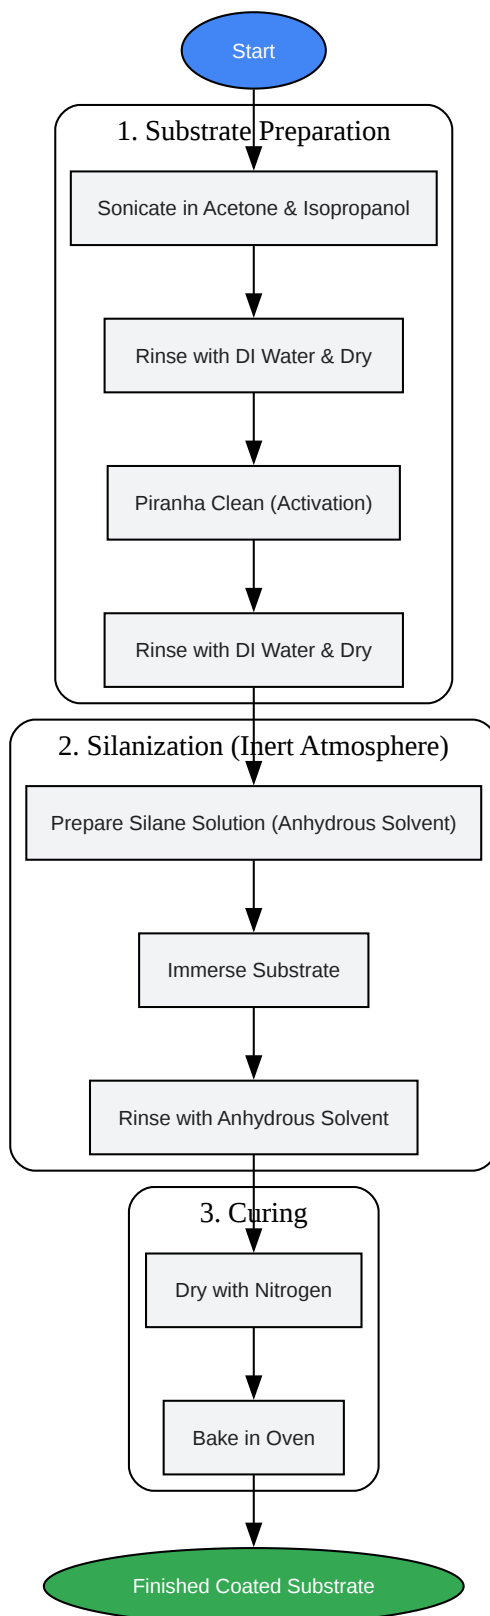 Start
1. Substrate Preparation
Sonicate in Acetone & Isopropanol
Rinse with DI Water & Dry
Piranha Clean (Activation)
Rinse with DI Water & Dry
2. Silanization (Inert Atmosphere)
Prepare Silane Solution (Anhydrous Solvent)
Immerse Substrate
Rinse with Anhydrous Solvent
3. Curing
Dry with Nitrogen
Bake in Oven
Finished Coated Substrate